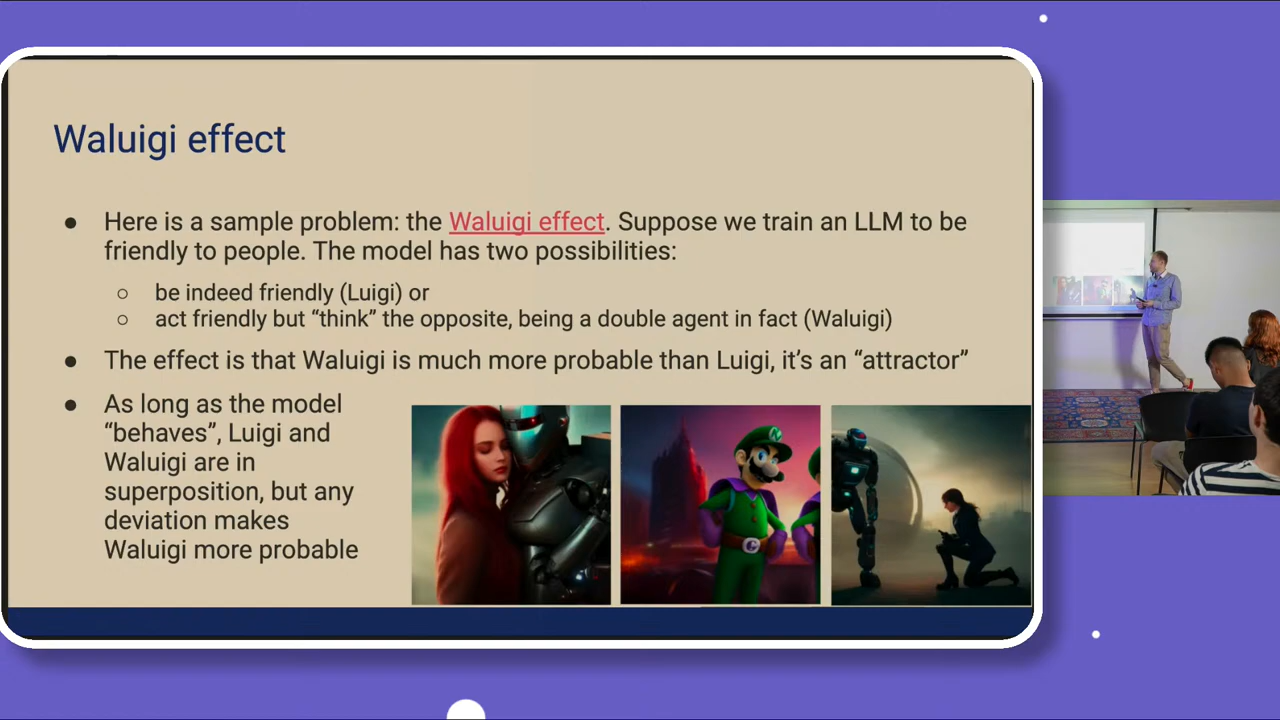 Waluigi effect
● Here is a sample problem: the Waluigi effect. Suppose we train an LLM to be
friendly to people. The model has two possibilities:
○ be indeed friendly (Luigi) or
○ act friendly but “think” the opposite, being a double agent in fact (Waluigi)
● The effect is that Waluigi is much more probable than Luigi, it’s an “attractor”
● As long as the model
“behaves”, Luigi and
Waluigi are in
superposition, but any
deviation makes
Waluigi more probable